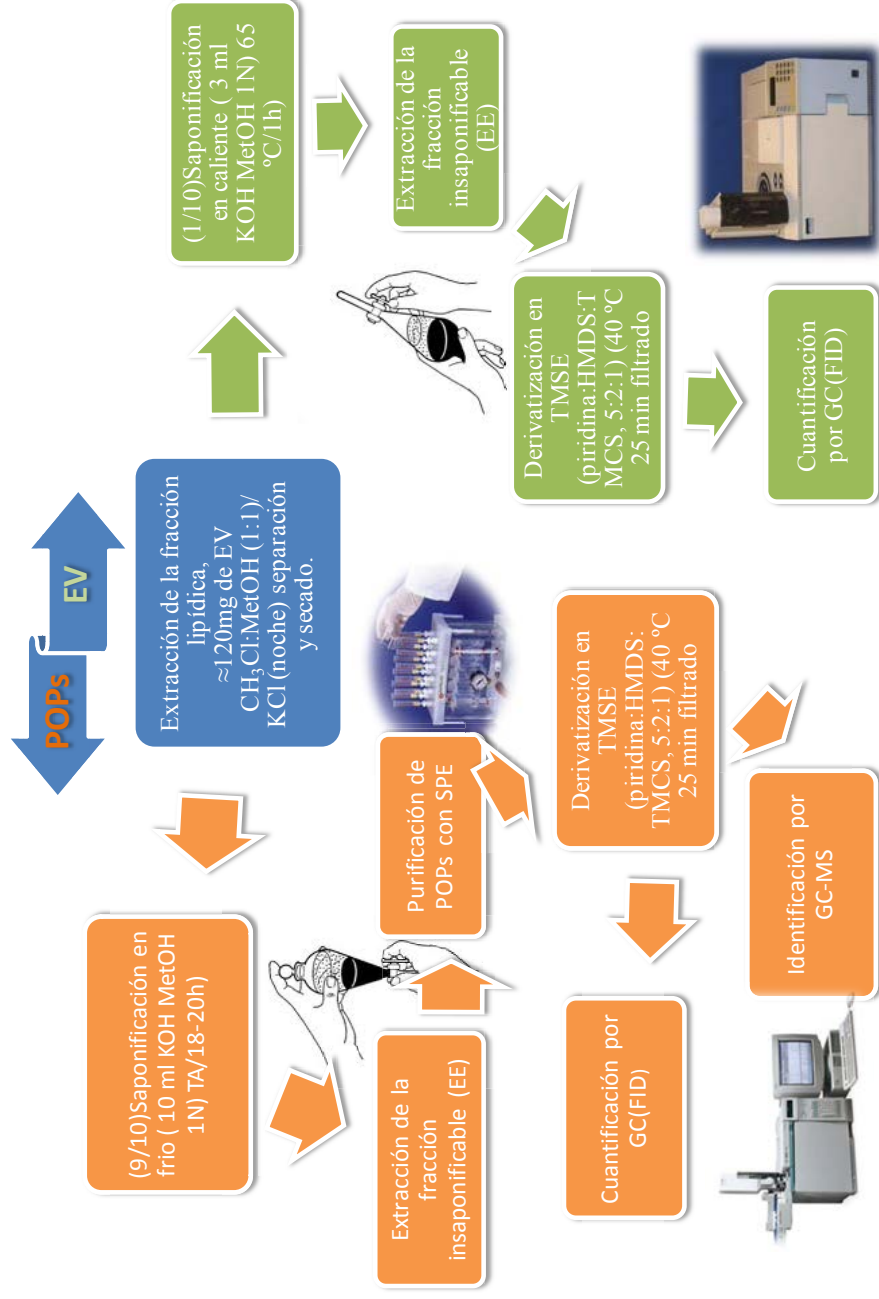 POPs
EV
Extracción de la fracción
lipídica,
≈120mg de EV
CH₃Cl:MeOH (1:1)/
KCl (noche) separación
y secado.
(9/10)Saponificación en
frio ( 10 ml KOH MetOH
1N) TA/18-20h)
Extracción de la
fracción
insaponificable (EE)
Purificación de
POPs con SPE
Derivatización en
TMSE
(piridina:HMDS:
TMCS, 5:2:1) (40 ºC
25 min filtrado
Cuantificación por
GC(FID)
Identificación por
GC-MS
(1/10)Saponificación
en caliente ( 3 ml
KOH MetOH 1N) 65
ºC/1h)
Extracción de la
fracción
insaponificable
(EE)
Derivatización en
TMSE
(piridina:HMDS:T
MCS, 5:2:1) (40 ºC
25 min filtrado
Cuantificación
por GC(FID)